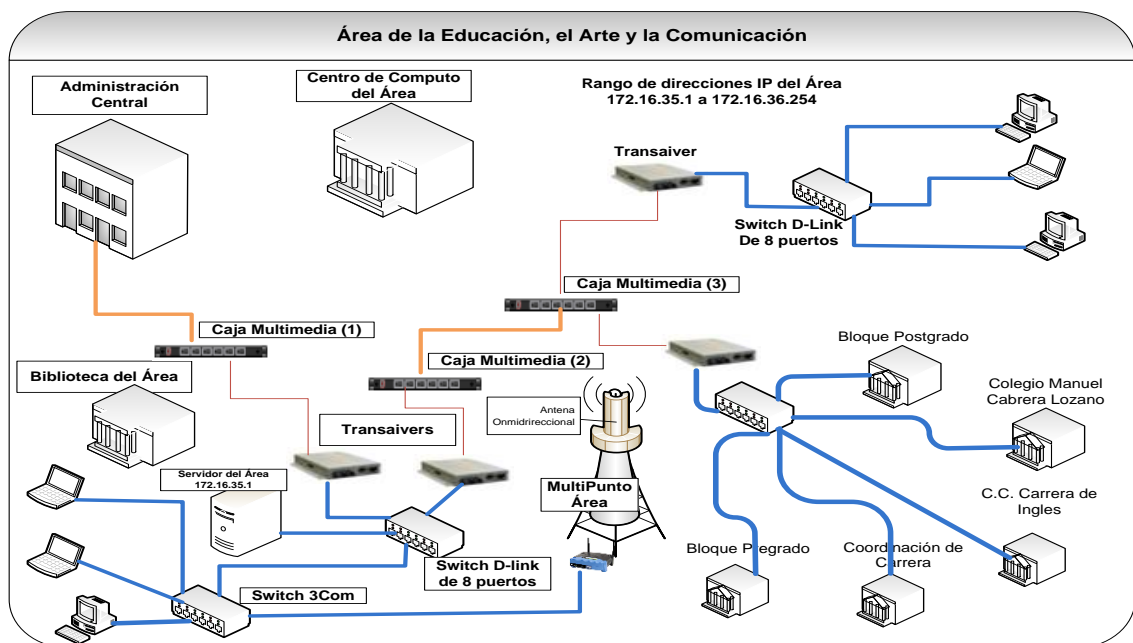 Área de la Educación, el Arte y la Comunicación
Administración
Central
Centro de Computo
del Área
Rango de direcciones IP del Área
172.16.35.1 a 172.16.36.254
Transaiver
Switch D-Link
De 8 puertos
Caja Multimedia (3)
Caja Multimedia (1)
Caja Multimedia (2)
Biblioteca del Área
Bloque Postgrado
Colegio Manuel
Cabrera Lozano
Antena
Onmidrireccional
Transaivers
Servidor del Área
172.16.35.1
MultiPunto
Área
C.C. Carrera de
Ingles
Bloque Pregrado
Coordinación de
Carrera
Switch D-link
de 8 puertos
Switch 3Com